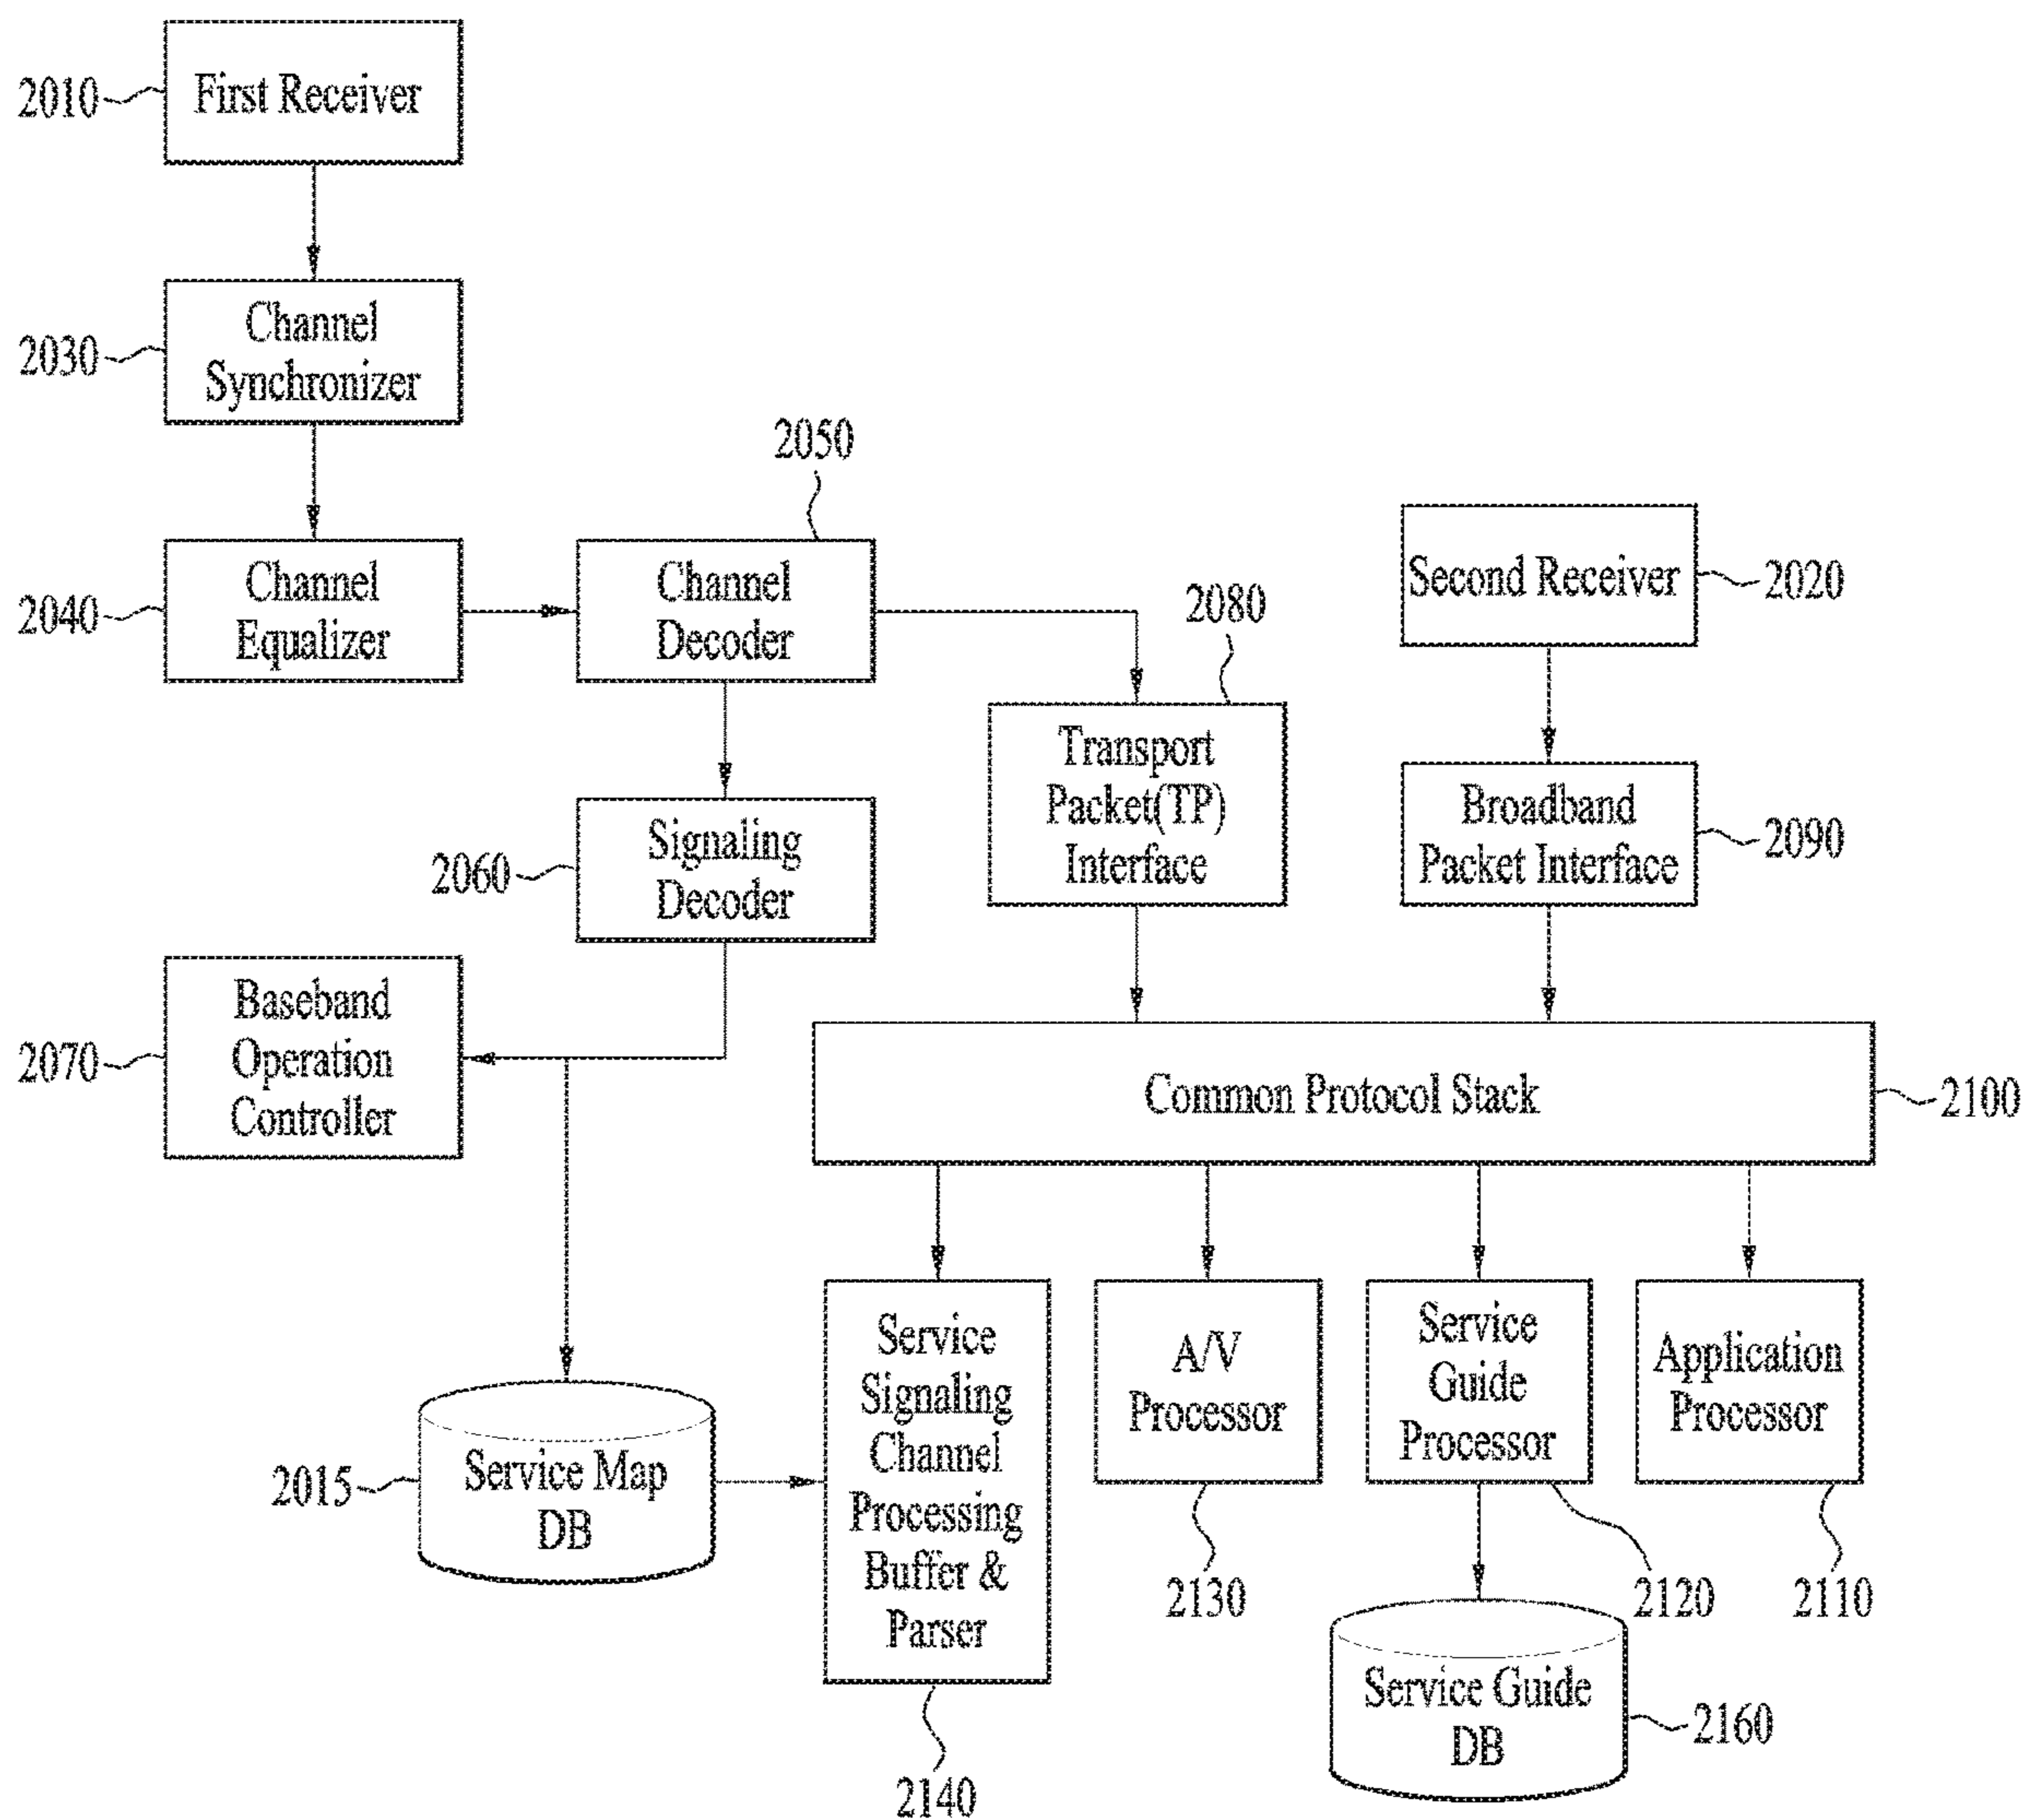 2010
First Receiver
2030
Channel
Synchronizer
2040
Channel
Equalizer
2050
Channel
Decoder
2060
Signaling
Decoder
2070
Baseband
Operation
Controller
2080
Transport
Packet(TP)
Interface
Second Receiver
2020
Broadband
Packet Interface
2090
Common Protocol Stack
2100
2015
Service Map
DB
Service
Signaling
Channel
Processing
Buffer &
Parser
2140
A/V
Processor
2130
Service
Guide
Processor
2120
Application
Processor
2110
Service Guide
DB
2160